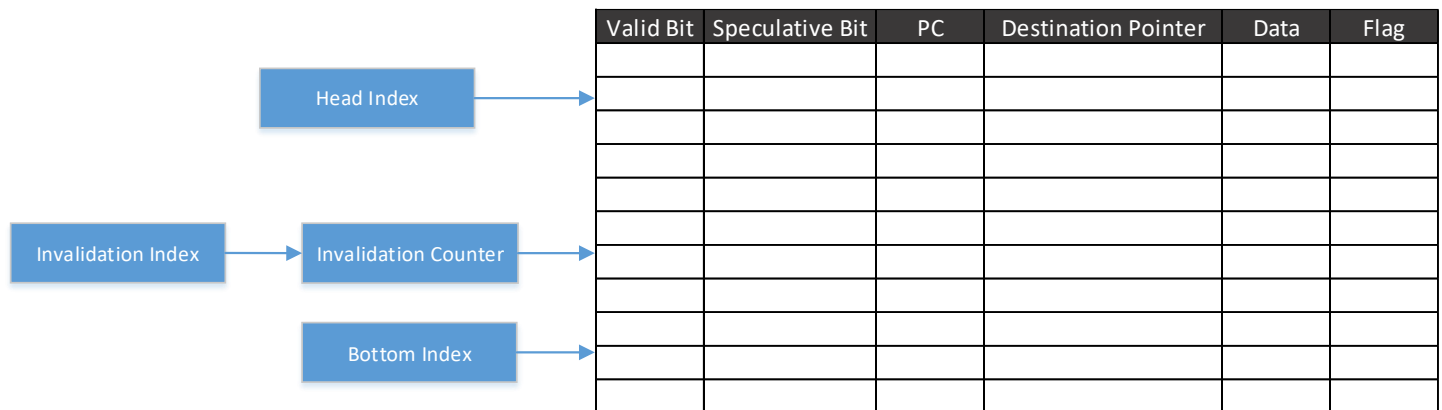 Valid Bit Speculative Bit PC Destination Pointer Data Flag
Head Index
Invalidation Index Invalidation Counter
Bottom Index